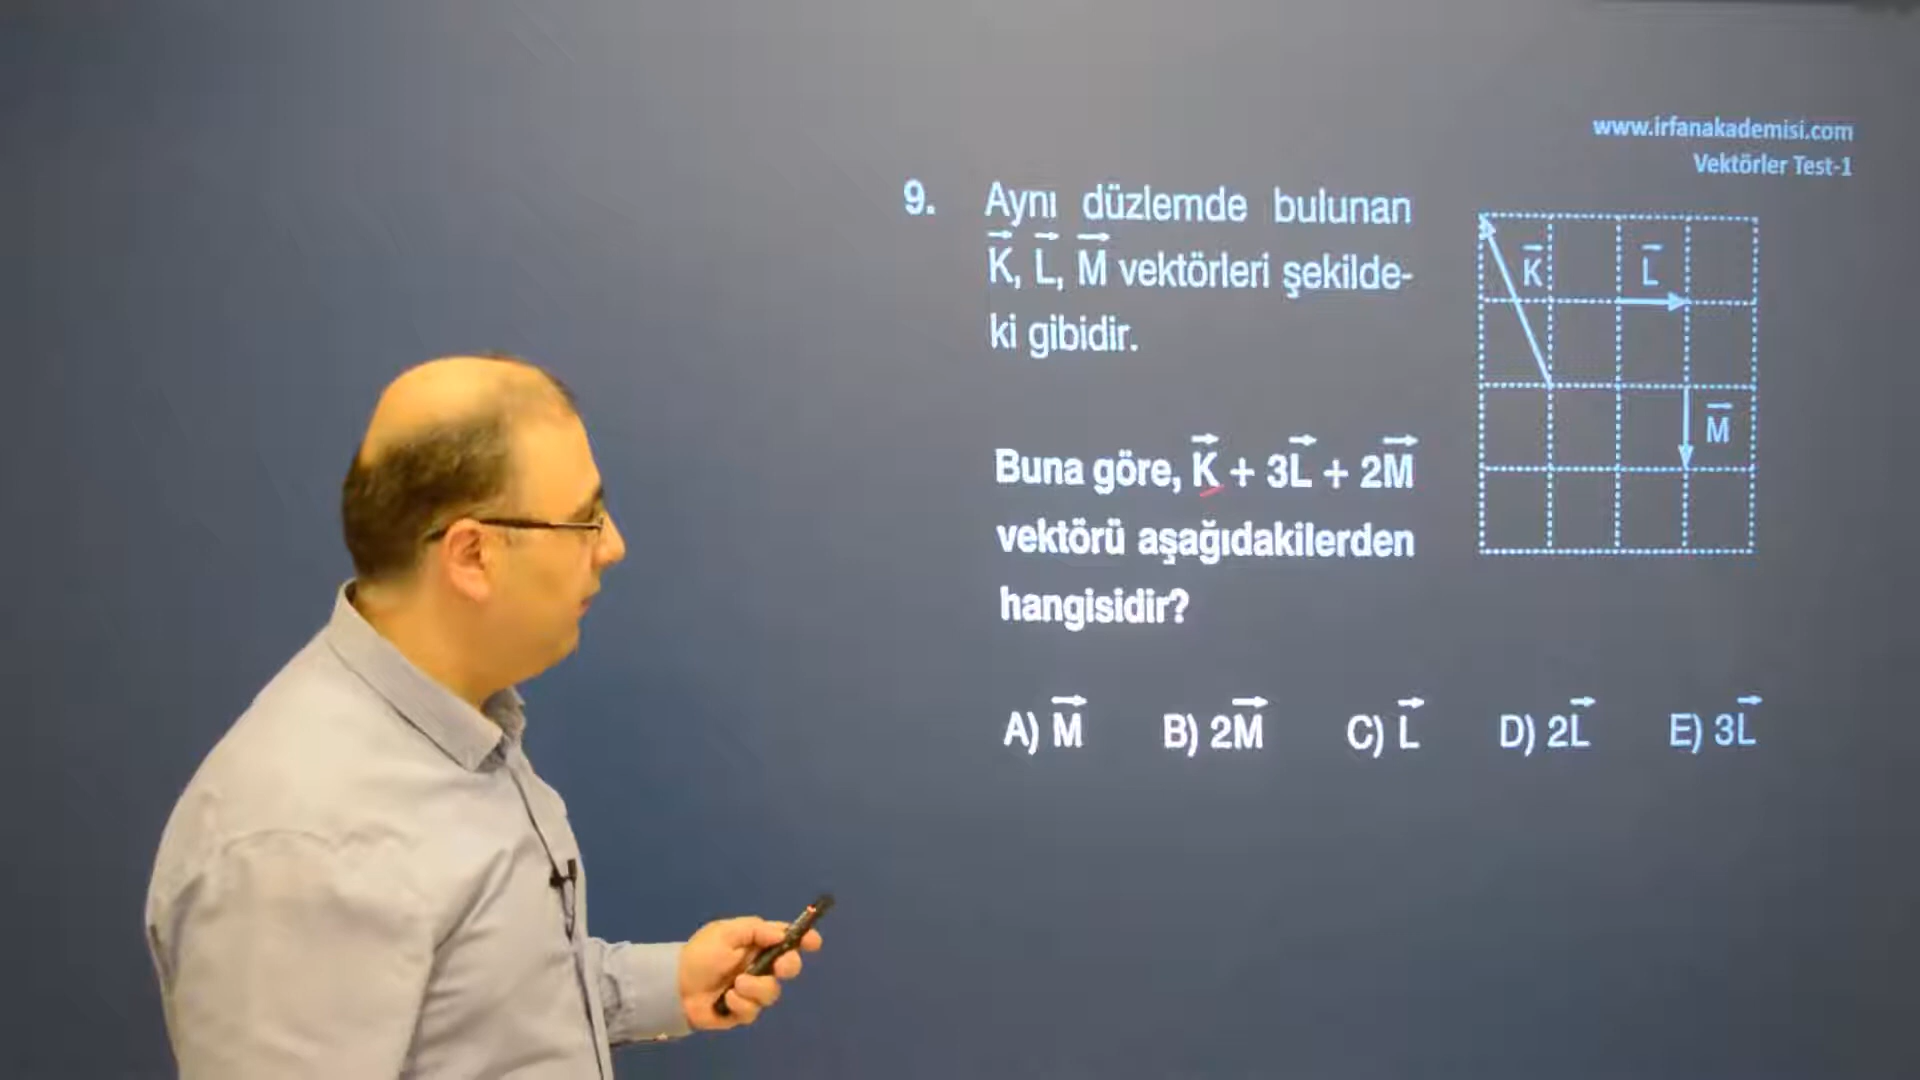 www.irfanakademisi.com
Vektörler Test-1
9. Aynı düzlemde bulunan
K, L, M vektörleri şekilde-
ki gibidir.
K
L
M
Buna göre, K + 3L + 2M
vektörü aşağıdakilerden
hangisidir?
A) M B) 2M C) L D) 2L E) 3L